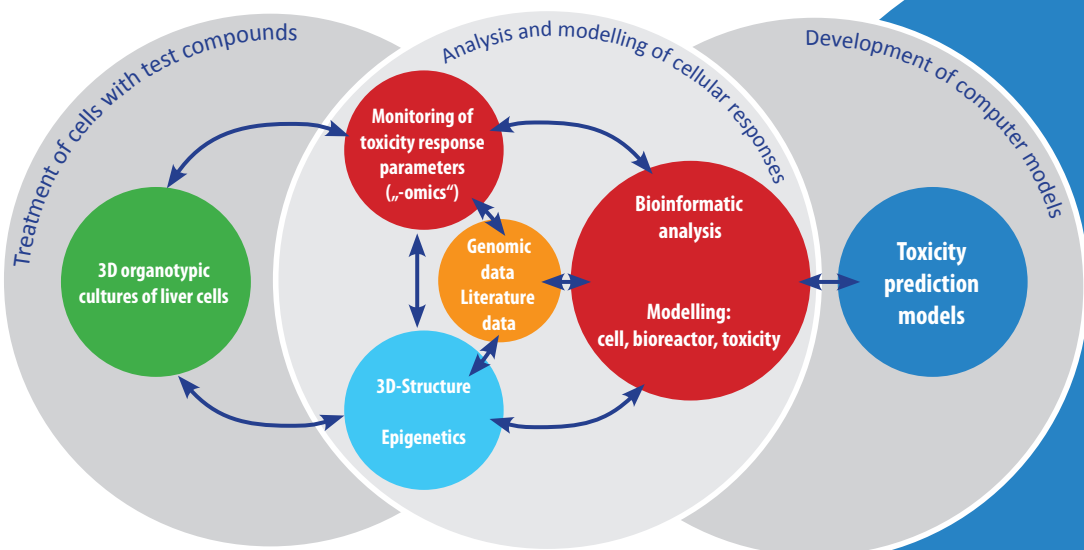 Treatment of cells with test compounds
Analysis and modelling of cellular responses
Development of computer models
Monitoring of
toxicity response
parameters
(„-omics“)
3D organotypic
cultures of liver cells
Genomic
data
Literature
data
Bioinformatic
analysis
Modelling:
cell, bioreactor, toxicity
Toxicity
prediction
models
3D-Structure
Epigenetics